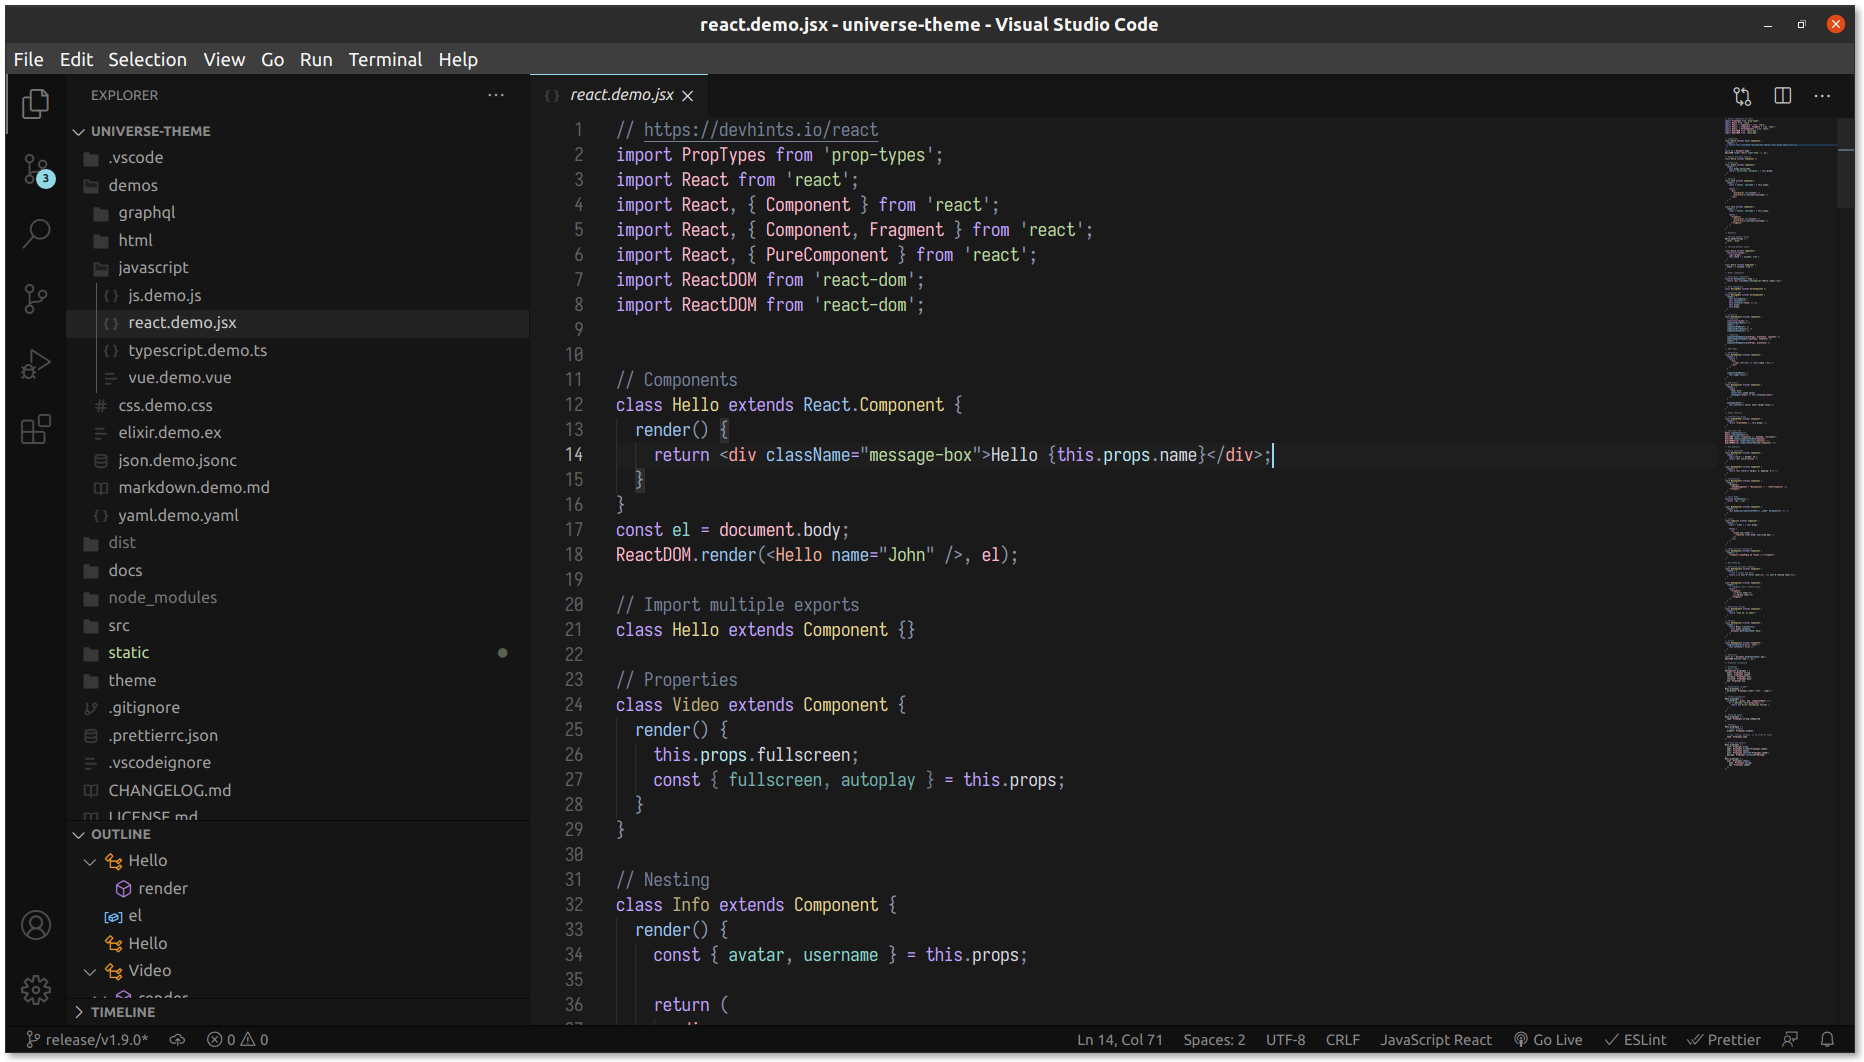 react.demo.jsx - universe-theme - Visual Studio Code
File Edit Selection View Go Run Terminal Help
EXPLORER
UNIVERSE-THEME
.vscode
demos
graphql
html
javascript
js.demo.js
react.demo.jsx
typescript.demo.ts
vue.demo.vue
css.demo.css
elixir.demo.ex
json.demo.jsonc
markdown.demo.md
yaml.demo.yaml
dist
docs
node_modules
src
static
theme
.gitignore
.prettierrc.json
.vscodeignore
CHANGELOG.md
LICENSE.md
OUTLINE
Hello
render
el
Hello
Video
render
TIMELINE
3
react.demo.jsx
1 // https://devhints.io/react
2 import PropTypes from 'prop-types';
3 import React from 'react';
4 import React, { Component } from 'react';
5 import React, { Component, Fragment } from 'react';
6 import React, { PureComponent } from 'react';
7 import ReactDOM from 'react-dom';
8 import ReactDOM from 'react-dom';
9
10
11 // Components
12 class Hello extends React.Component {
13 render() {
14 return <div className="message-box">Hello {this.props.name}</div>;
15 }
16 }
17 const el = document.body;
18 ReactDOM.render(<Hello name="John" />, el);
19
20 // Import multiple exports
21 class Hello extends Component {}
22
23 // Properties
24 class Video extends Component {
25 render() {
26 this.props.fullscreen;
27 const { fullscreen, autoplay } = this.props;
28 }
29 }
30
31 // Nesting
32 class Info extends Component {
33 render() {
34 const { avatar, username } = this.props;
35
36 return (
release/v1.9.0* 0 0 Ln 14, Col 71 Spaces: 2 UTF-8 CRLF JavaScript React Go Live ESLint Prettier